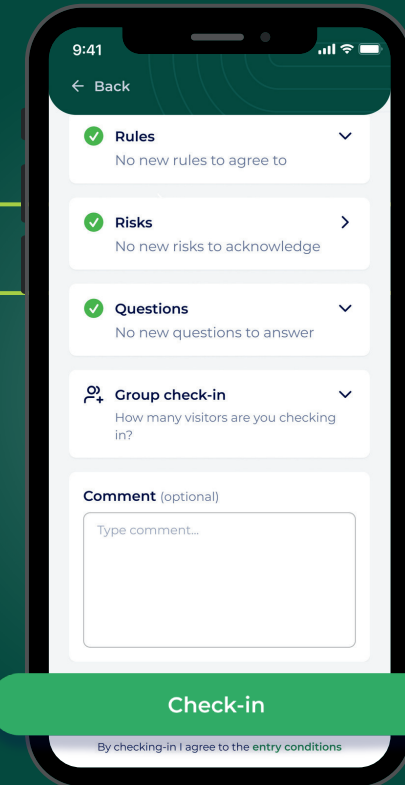 9:41
Back
Rules
No new rules to agree to
Risks
No new risks to acknowledge
Questions
No new questions to answer
Group check-in
How many visitors are you checking
in?
Comment (optional)
Type comment...
Check-in
By checking-in I agree to the entry conditions